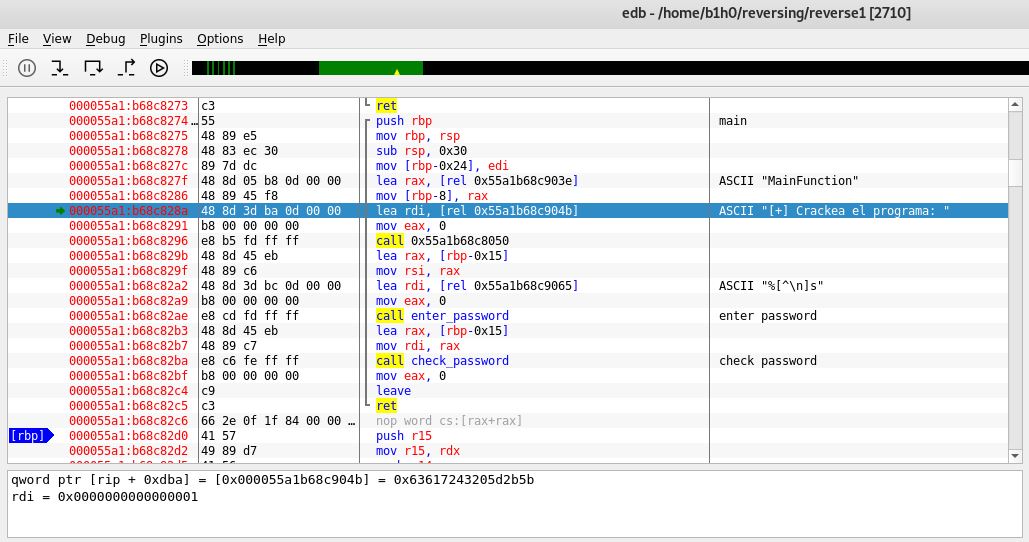 edb - /home/b1h0/reversing/reverse1 [2710]
File View Debug Plugins Options Help
000055a1:b68c8273 c3 ret
000055a1:b68c8274 … 55 push rbp main
000055a1:b68c8275 48 89 e5 mov rbp, rsp
000055a1:b68c8278 48 83 ec 30 sub rsp, 0x30
000055a1:b68c827c 89 7d dc mov [rbp-0x24], edi
000055a1:b68c827f 48 8d 05 b8 0d 00 00 lea rax, [rel 0x55a1b68c903e] ASCII "MainFunction"
000055a1:b68c8286 48 89 45 f8 mov [rbp-8], rax
000055a1:b68c828a 48 8d 3d ba 0d 00 00 lea rdi, [rel 0x55a1b68c904b] ASCII "[+] Crackea el programa: "
000055a1:b68c8291 b8 00 00 00 00 mov eax, 0
000055a1:b68c8296 e8 b5 fd ff ff call 0x55a1b68c8050
000055a1:b68c829b 48 8d 45 eb lea rax, [rbp-0x15]
000055a1:b68c829f 48 89 c6 mov rsi, rax
000055a1:b68c82a2 48 8d 3d bc 0d 00 00 lea rdi, [rel 0x55a1b68c9065] ASCII "%[^\n]s"
000055a1:b68c82a9 b8 00 00 00 00 mov eax, 0
000055a1:b68c82ae e8 cd fd ff ff call enter_password enter password
000055a1:b68c82b3 48 8d 45 eb lea rax, [rbp-0x15]
000055a1:b68c82b7 48 89 c7 mov rdi, rax
000055a1:b68c82ba e8 c6 fe ff ff call check_password check password
000055a1:b68c82bf b8 00 00 00 00 mov eax, 0
000055a1:b68c82c4 c9 leave
000055a1:b68c82c5 c3 ret
000055a1:b68c82c6 66 2e 0f 1f 84 00 00 … nop word cs:[rax+rax]
[rbp] 000055a1:b68c82d0 41 57 push r15
000055a1:b68c82d2 49 89 d7 mov r15, rdx
qword ptr [rip + 0xdba] = [0x000055a1b68c904b] = 0x63617243205d2b5b
rdi = 0x0000000000000001